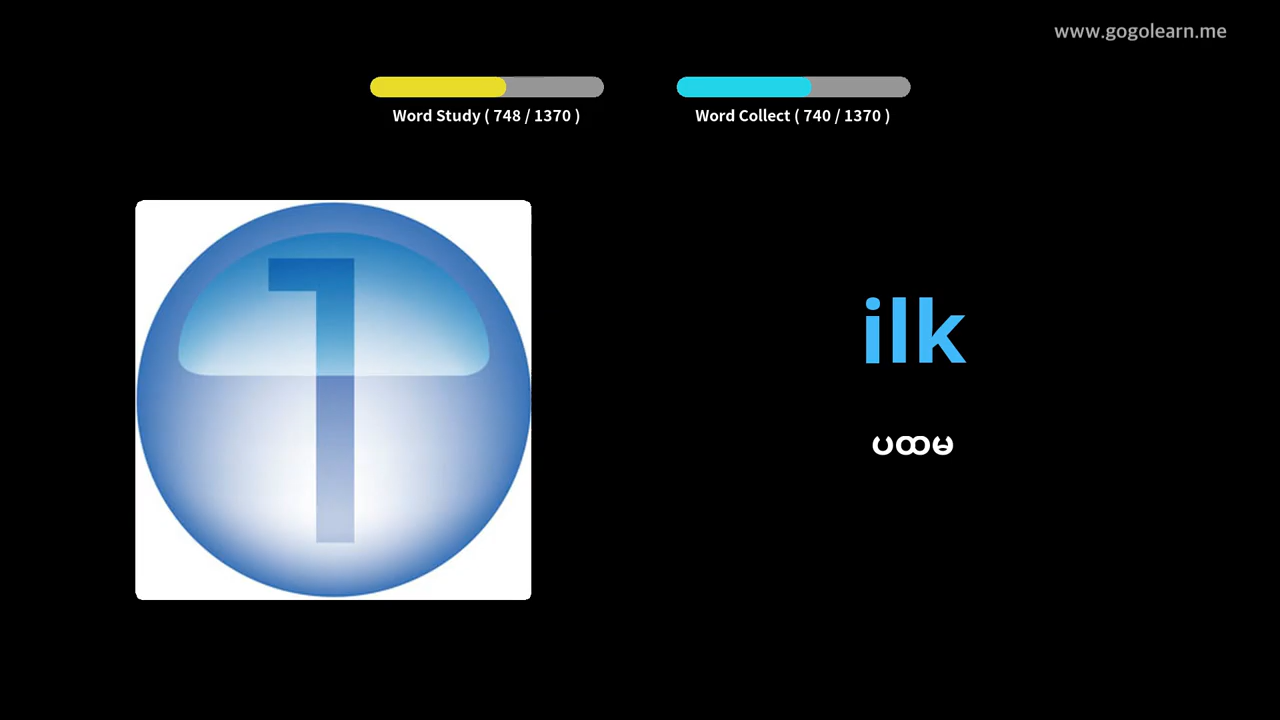 www.gogolearn.me
Word Study ( 748 / 1370 )
Word Collect ( 740 / 1370 )
1
ilk
ပထမ